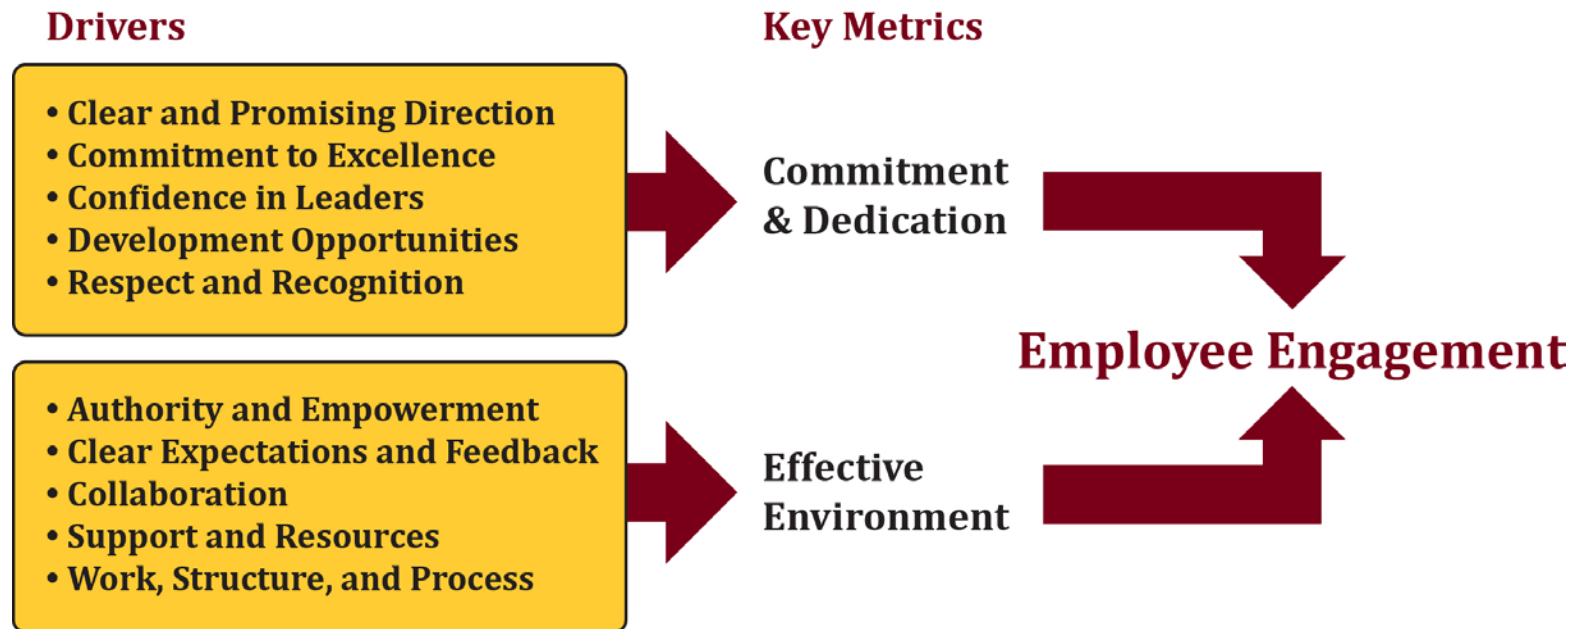 Drivers
• Clear and Promising Direction
• Commitment to Excellence
• Confidence in Leaders
• Development Opportunities
• Respect and Recognition
• Authority and Empowerment
• Clear Expectations and Feedback
• Collaboration
• Support and Resources
• Work, Structure, and Process
Key Metrics
Commitment
& Dedication
Effective
Environment
Employee Engagement